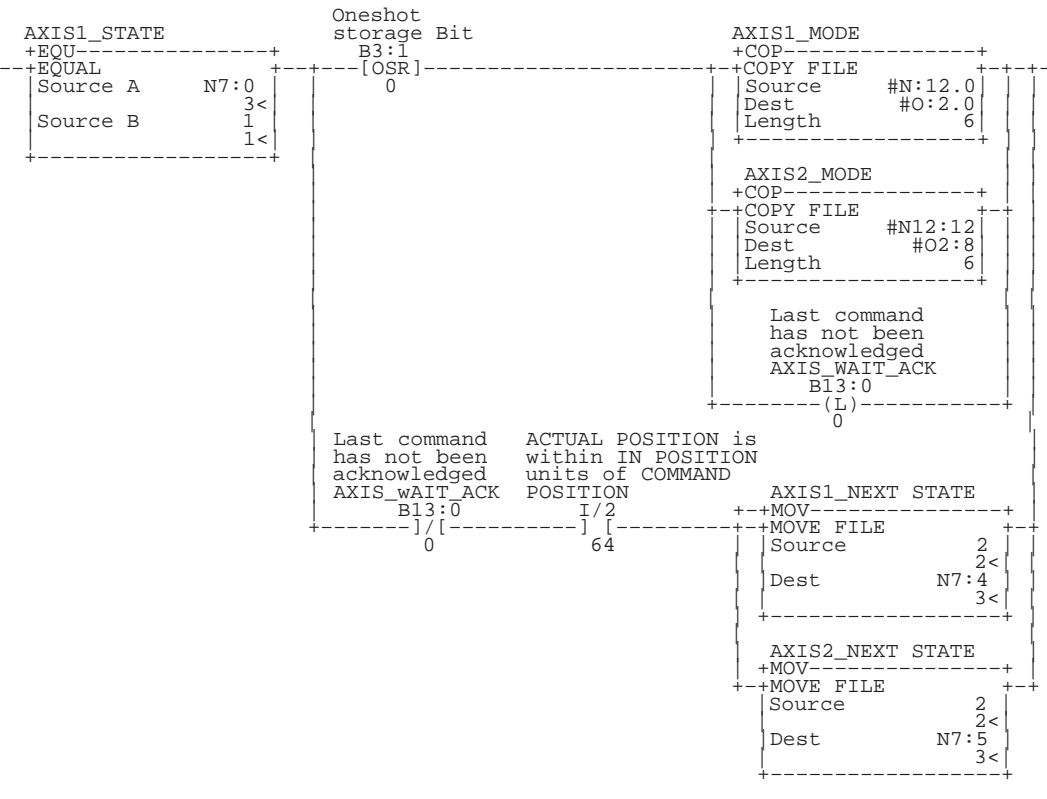 Oneshot
storage Bit
B3:1
[OSR]
0
AXIS1_STATE
EQU
EQUAL
Source A N7:0
3<
Source B 1
1<
AXIS1_MODE
COP
COPY FILE
Source #N:12.0
Dest #O:2.0
Length 6
AXIS2_MODE
COP
COPY FILE
Source #N12:12
Dest #O2:8
Length 6
Last command
has not been
acknowledged
AXIS_WAIT_ACK
B13:0
(L)
0
Last command
has not been
acknowledged
AXIS_wAIT_ACK
B13:0
]/[
0
ACTUAL POSITION is
within IN POSITION
units of COMMAND
POSITION
I/2
] [
64
AXIS1_NEXT STATE
MOV
MOVE FILE
Source 2
2<
Dest N7:4
3<
AXIS2_NEXT STATE
MOV
MOVE FILE
Source 2
2<
Dest N7:5
3<